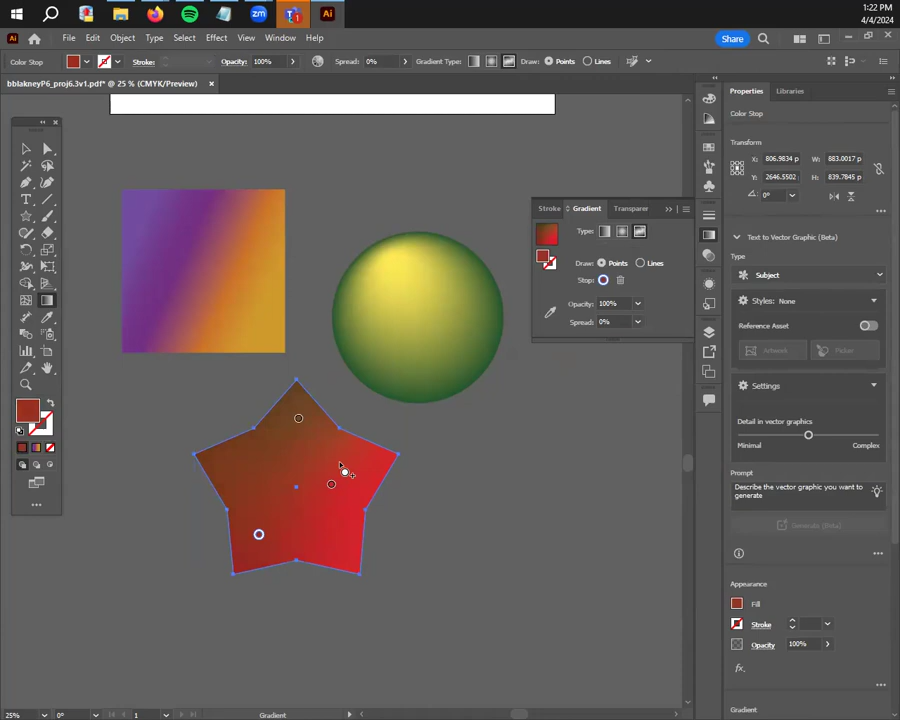 1:22 PM
4/4/2024
File Edit Object Type Select Effect View Window Help
Share
Color Stop
Stroke:
Opacity: 100%
Spread: 0%
Gradient Type:
Draw: Points Lines
bblakneyP6_proj6.3v1.pdf* @ 25 % (CMYK/Preview)
Stroke Gradient Transparer
Type:
Draw: Points Lines
Stop:
Opacity: 100%
Spread: 0%
Properties Libraries
Color Stop
Transform
X: 806.9834 p W: 883.0017 p
Y: 2646.5502 H: 839.7845 p
0°
Text to Vector Graphic (Beta)
Type
Subject
Styles: None
Reference Asset
Artwork Picker
Settings
Detail in vector graphics
Minimal Complex
Prompt
Describe the vector graphic you want to
generate
Generate (Beta)
Appearance
Fill
Stroke
Opacity 100%
fx.
Gradient
25% 0° 1 Gradient